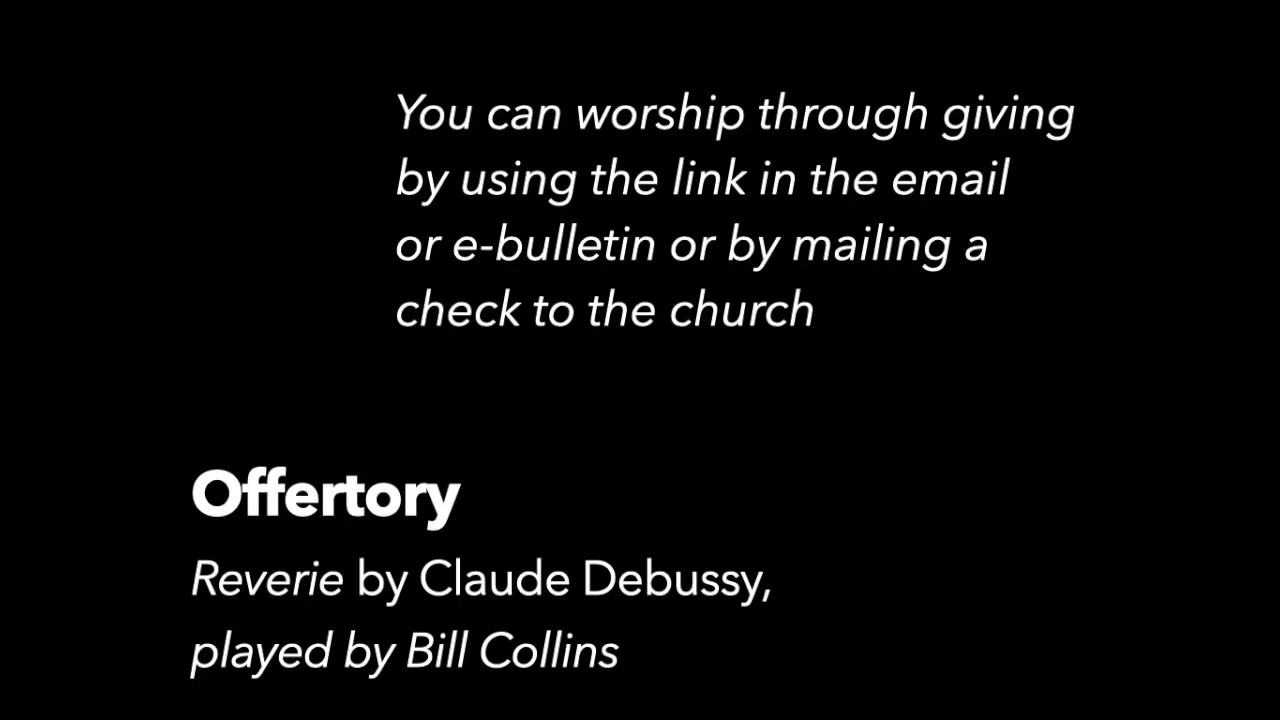 You can worship through giving
by using the link in the email
or e-bulletin or by mailing a
check to the church
Offertory
Reverie by Claude Debussy,
played by Bill Collins